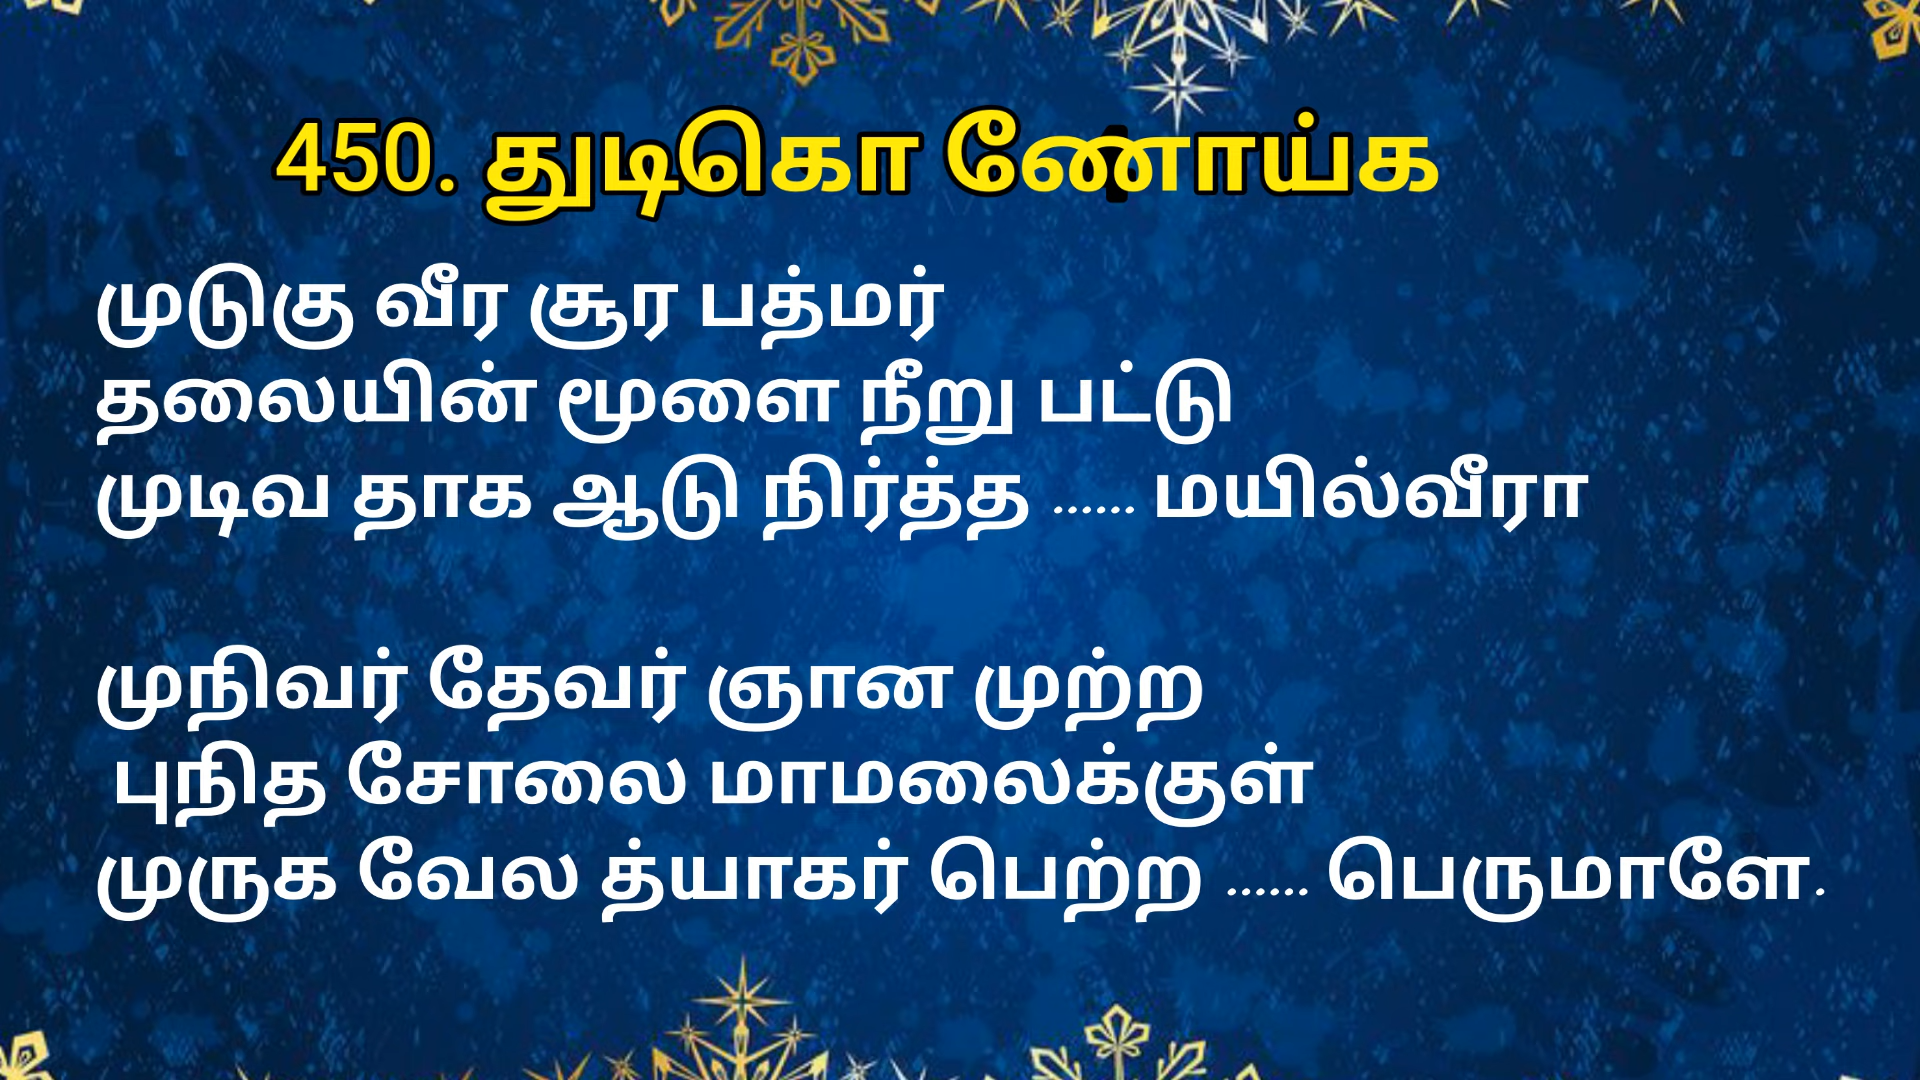 450. துடிகொ ணோய்க
முடுகு வீர சூர பத்மர்
தலையின் மூளை நீறு பட்டு
முடிவ தாக ஆடு நிர்த்த ...... மயில்வீரா
முநிவர் தேவர் ஞான முற்ற
புநித சோலை மாமலைக்குள்
முருக வேல த்யாகர் பெற்ற ...... பெருமாளே.